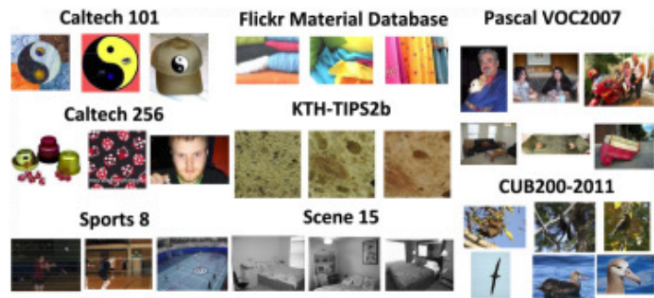 Caltech 101
Flickr Material Database
Pascal VOC2007
Caltech 256
KTH-TIPS2b
CUB200-2011
Sports 8
Scene 15